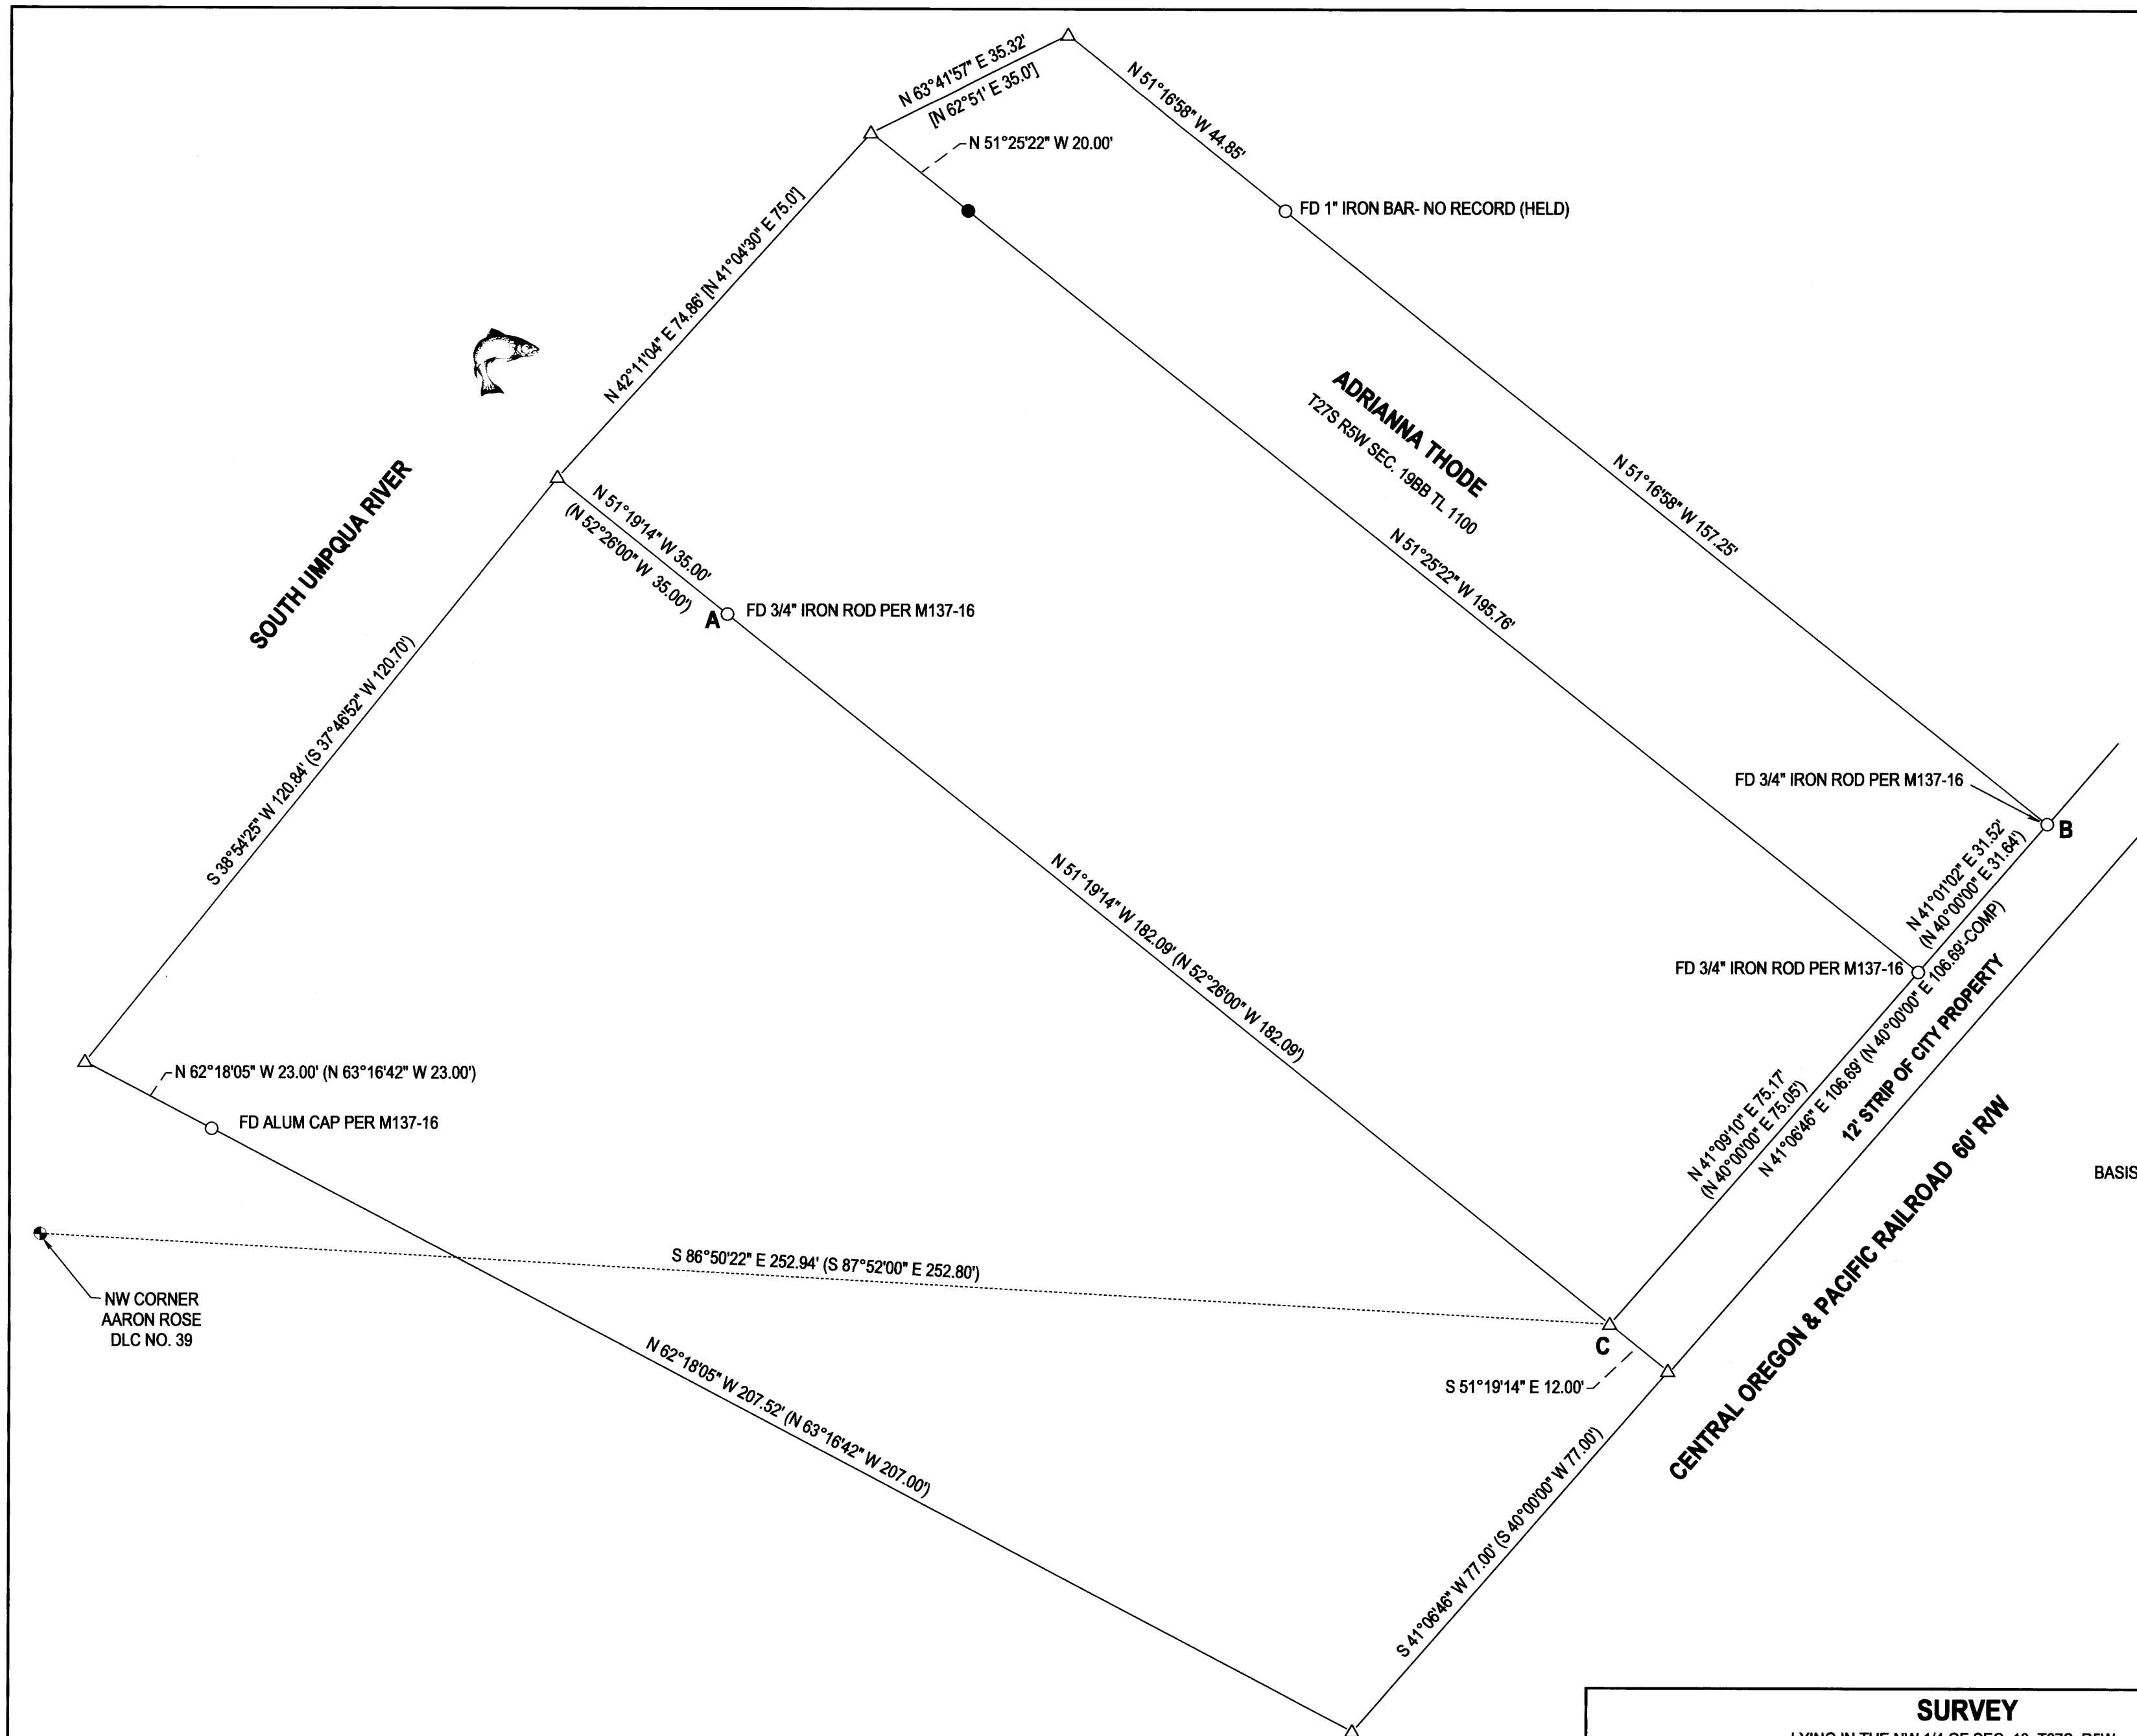 N 63°41'57" E 35.32'
[N 62°51' E 35.0']
N 51°16'58" W 44.85'
N 51°25'22" W 20.00'
FD 1" IRON BAR- NO RECORD (HELD)
N 42°11'04" E 74.86' [N 41°04'30" E 75.0']
ADRIANNA THODE
T27S R5W SEC. 19BB TL 1100
N 51°16'58" W 157.25'
SOUTH UMPQUA RIVER
N 51°19'14" W 35.00'
(N 52°26'00" W 35.00')
N 51°25'22" W 195.76'
A
FD 3/4" IRON ROD PER M137-16
S 38°54'25" W 120.84' (S 37°46'52" W 120.70')
FD 3/4" IRON ROD PER M137-16
B
N 41°01'02" E 31.52'
(N 40°00'00" E 31.64')
N 51°19'14" W 182.09' (N 52°26'00" W 182.09')
FD 3/4" IRON ROD PER M137-16
N 62°18'05" W 23.00' (N 63°16'42" W 23.00')
FD ALUM CAP PER M137-16
N 41°09'10" E 75.17'
(N 40°00'00" E 75.05')
N 41°06'46" E 106.69' (N 40°00'00" E 106.69'-COMP)
12' STRIP OF CITY PROPERTY
CENTRAL OREGON & PACIFIC RAILROAD 60' R/W
BASIS
S 86°50'22" E 252.94' (S 87°52'00" E 252.80')
NW CORNER
AARON ROSE
DLC NO. 39
C
S 51°19'14" E 12.00'
N 62°18'05" W 207.52' (N 63°16'42" W 207.00')
S 41°06'46" W 77.00' (S 40°00'00" W 77.00')
SURVEY